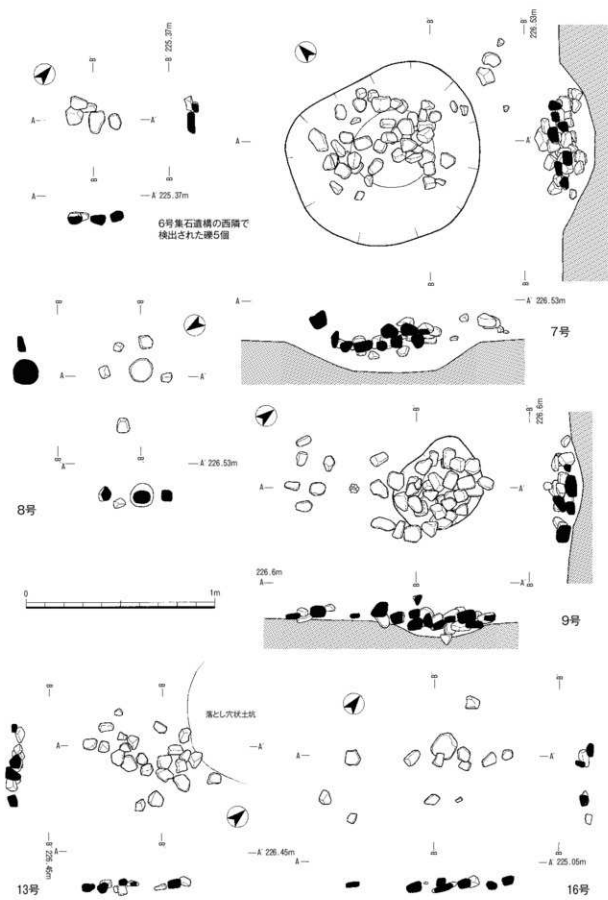 B
B 225.37m
A
A'
B'
B'
A
A' 225.37m
6号集石遺構の西隣で
検出された礫5個
B
B 226.53m
A
A'
B'
B'
A
A' 226.53m
7号
B
B
A
A'
B'
B'
A
A' 226.53m
8号
B
B 226.6m
A
A'
B'
B'
226.6m
A
A'
9号
0
1m
B
B
落とし穴状土坑
A
A'
B' 226.45m
B'
A
A' 226.45m
13号
B
B
A
A'
B'
B'
A
A' 225.05m
16号